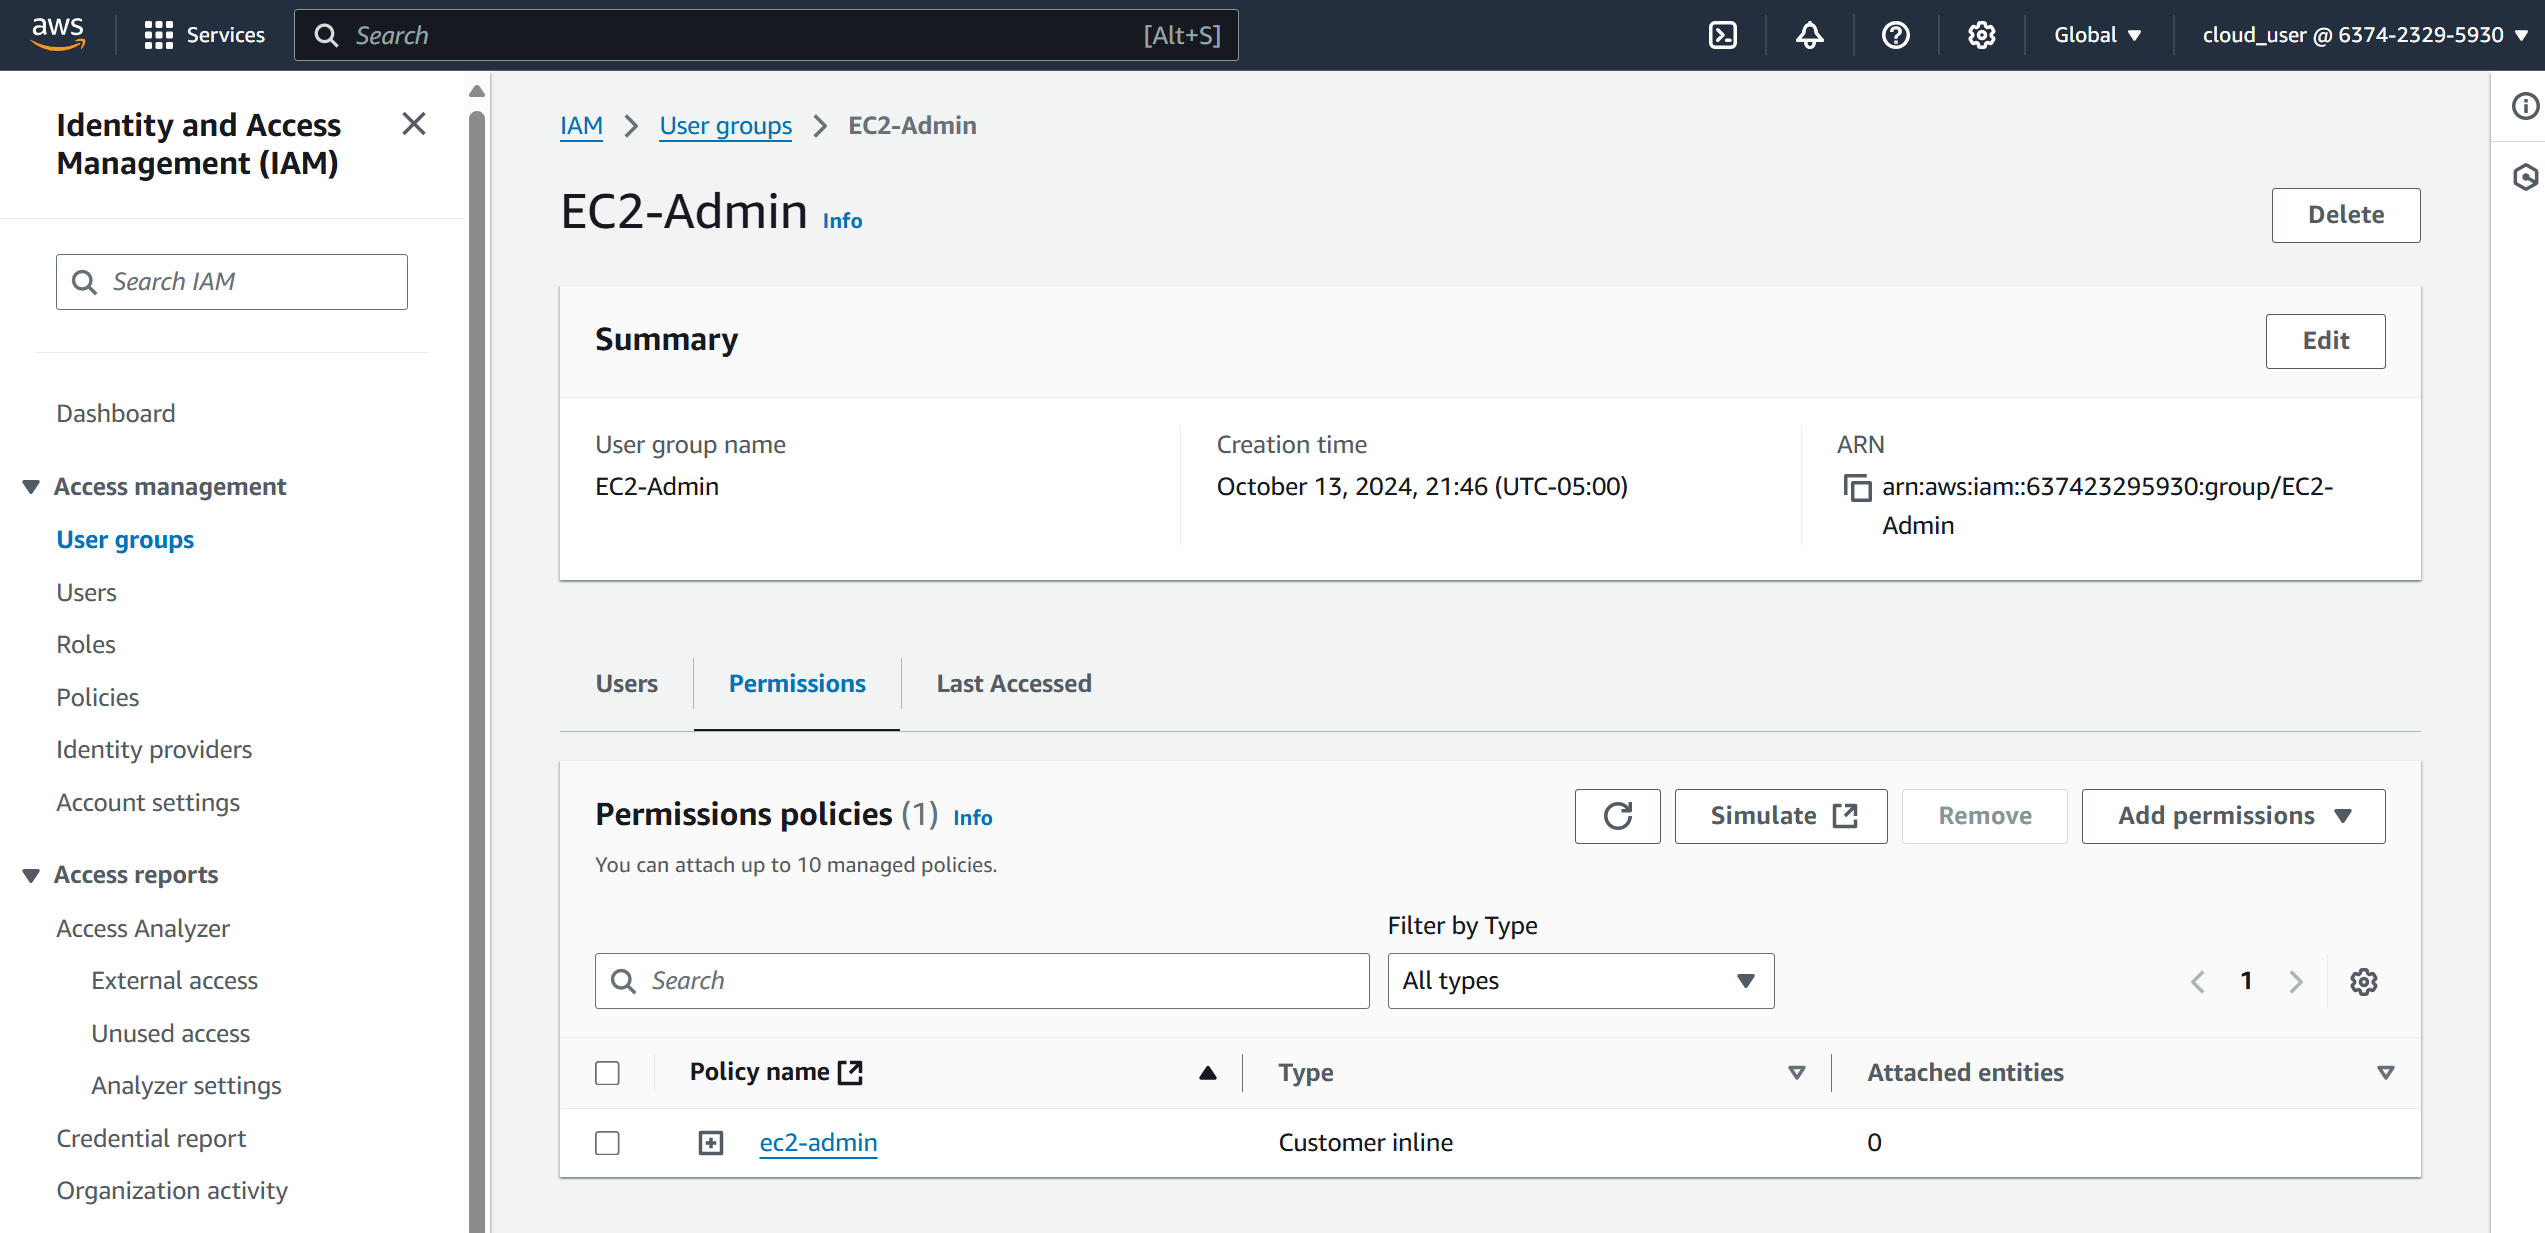 aws
Services
Search
[Alt+S]
Global
cloud_user @ 6374-2329-5930
Identity and Access
Management (IAM)
Search IAM
Dashboard
Access management
User groups
Users
Roles
Policies
Identity providers
Account settings
Access reports
Access Analyzer
External access
Unused access
Analyzer settings
Credential report
Organization activity
IAM
User groups
EC2-Admin
EC2-Admin Info
Delete
Summary
Edit
User group name
EC2-Admin
Creation time
October 13, 2024, 21:46 (UTC-05:00)
ARN
arn:aws:iam::637423295930:group/EC2-
Admin
Users
Permissions
Last Accessed
Permissions policies (1) Info
You can attach up to 10 managed policies.
Simulate
Remove
Add permissions
Filter by Type
Search
All types
1
Policy name
Type
Attached entities
ec2-admin
Customer inline
0